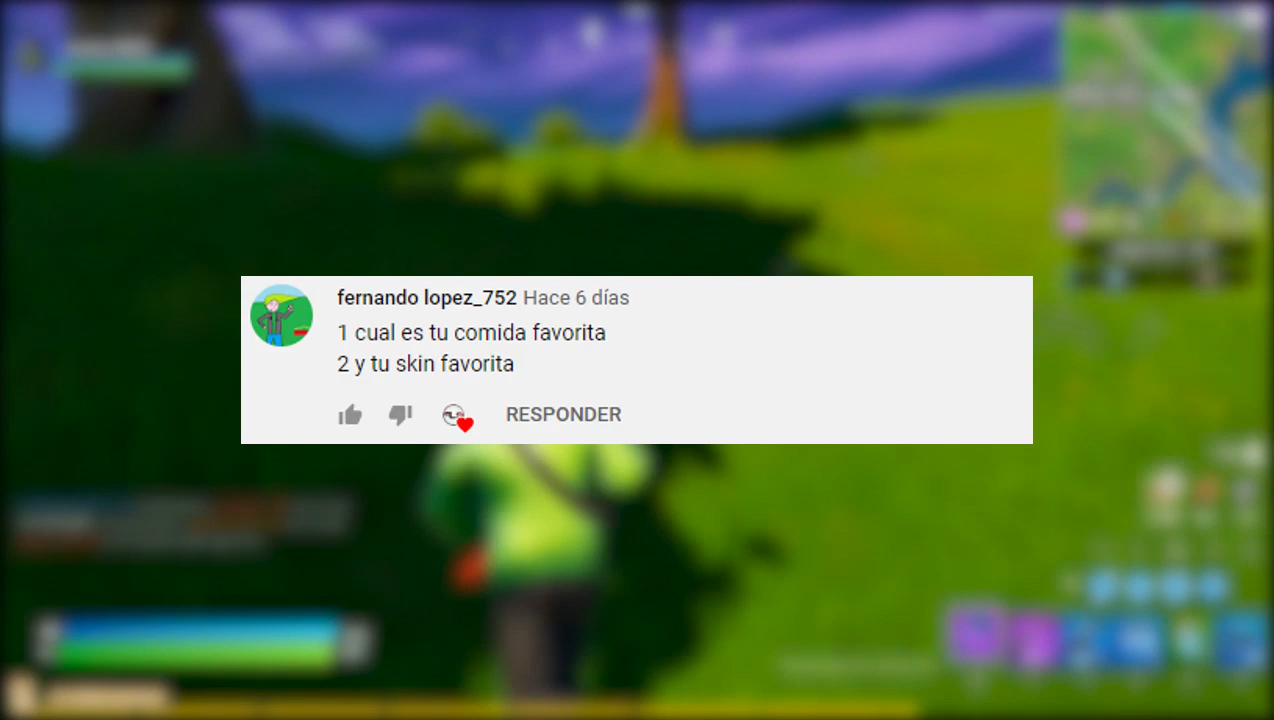 fernando lopez_752 Hace 6 días
1 cual es tu comida favorita
2 y tu skin favorita
RESPONDER